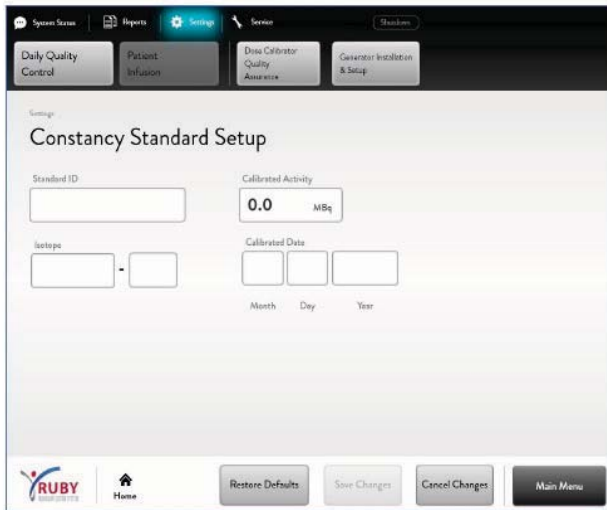 System Status Reports Settings Service Shutdown
Daily Quality
Control
Patient
Infusion
Dose Calibrator
Quality
Assurance
Generator Installation
& Setup
Settings
Constancy Standard Setup
Standard ID
Calibrated Activity
0.0 MBq
Isotope
Calibrated Date
-
Month Day Year
RUBY
Home
Restore Defaults
Save Changes
Cancel Changes
Main Menu